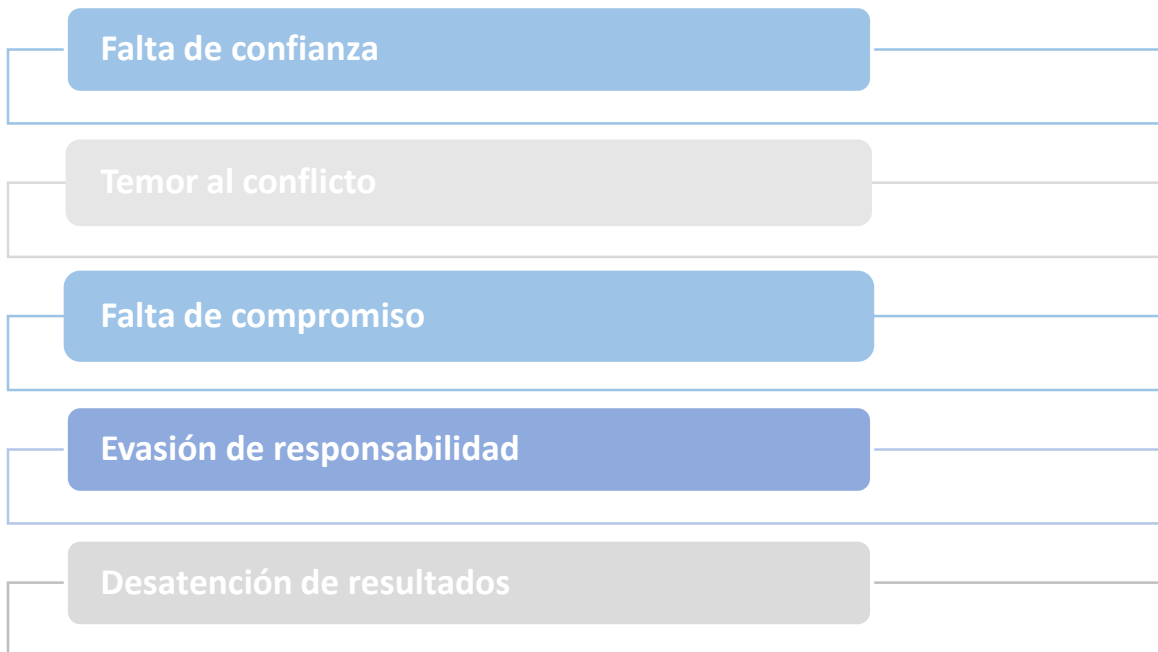 Falta de confianza
Temor al conflicto
Falta de compromiso
Evasión de responsabilidad
Desatención de resultados